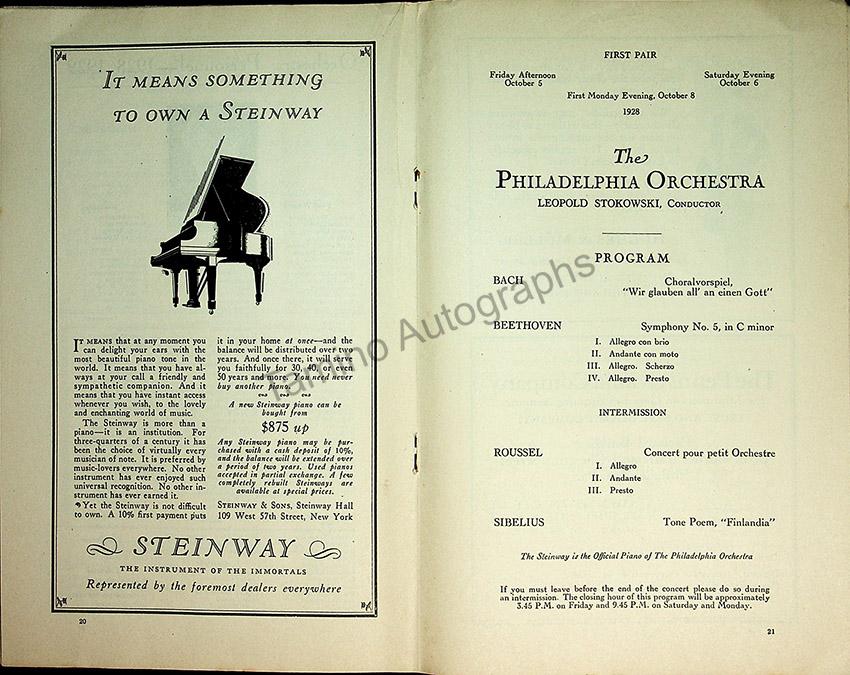 IT MEANS SOMETHING
TO OWN A STEINWAY
IT MEANS that at any moment you
can delight your ears with the
most beautiful piano tone in the
world. It means that you have al-
ways at your call a friendly and
sympathetic companion. And it
means that you have instant access
whenever you wish, to the lovely
and enchanting world of music.
The Steinway is more than a
piano—it is an institution. For
three-quarters of a century it has
been the choice of virtually every
musician of note. It is preferred by
music-lovers everywhere. No other
instrument has ever enjoyed such
universal recognition. No other in-
strument has ever earned it.
Yet the Steinway is not difficult
to own. A 10% first payment puts
it in your home at once—and the
balance will be distributed over two
years. And once there, it will serve
you faithfully for 30, 40, even
50 years and more. You need never
buy another piano.
A new Steinway piano can be
bought from
$875 up
Any Steinway piano may be pur-
chased with a cash deposit of 10%,
and the balance will be extended over
a period of two years. Used pianos
accepted in partial exchange. A few
completely rebuilt Steinways are
available at special prices.
STEINWAY & SONS, Steinway Hall
109 West 57th Street, New York
STEINWAY
THE INSTRUMENT OF THE IMMORTALS
Represented by the foremost dealers everywhere
20
FIRST PAIR
Friday Afternoon Saturday Evening
October 5 October 6
First Monday Evening, October 8
1928
The
PHILADELPHIA ORCHESTRA
LEOPOLD STOKOWSKI, CONDUCTOR
PROGRAM
BACH Choralvorspiel,
"Wir glauben all' an einen Gott"
BEETHOVEN Symphony No. 5, in C minor
I. Allegro con brio
II. Andante con moto
III. Allegro. Scherzo
IV. Allegro. Presto
INTERMISSION
ROUSSEL Concert pour petit Orchestre
I. Allegro
II. Andante
III. Presto
SIBELIUS Tone Poem, "Finlandia"
The Steinway is the Official Piano of The Philadelphia Orchestra
If you must leave before the end of the concert please do so during
an intermission. The closing hour of this program will be approximately
3.45 P.M. on Friday and 9.45 P.M. on Saturday and Monday.
21
Tamino Autographs